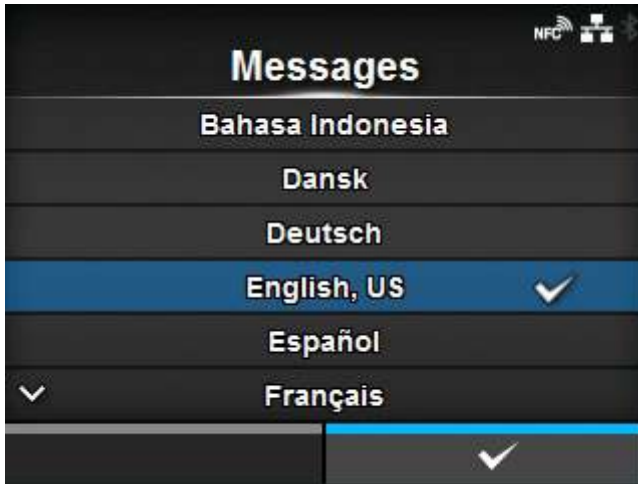 NFC
Messages
Bahasa Indonesia
Dansk
Deutsch
English, US
Español
Français